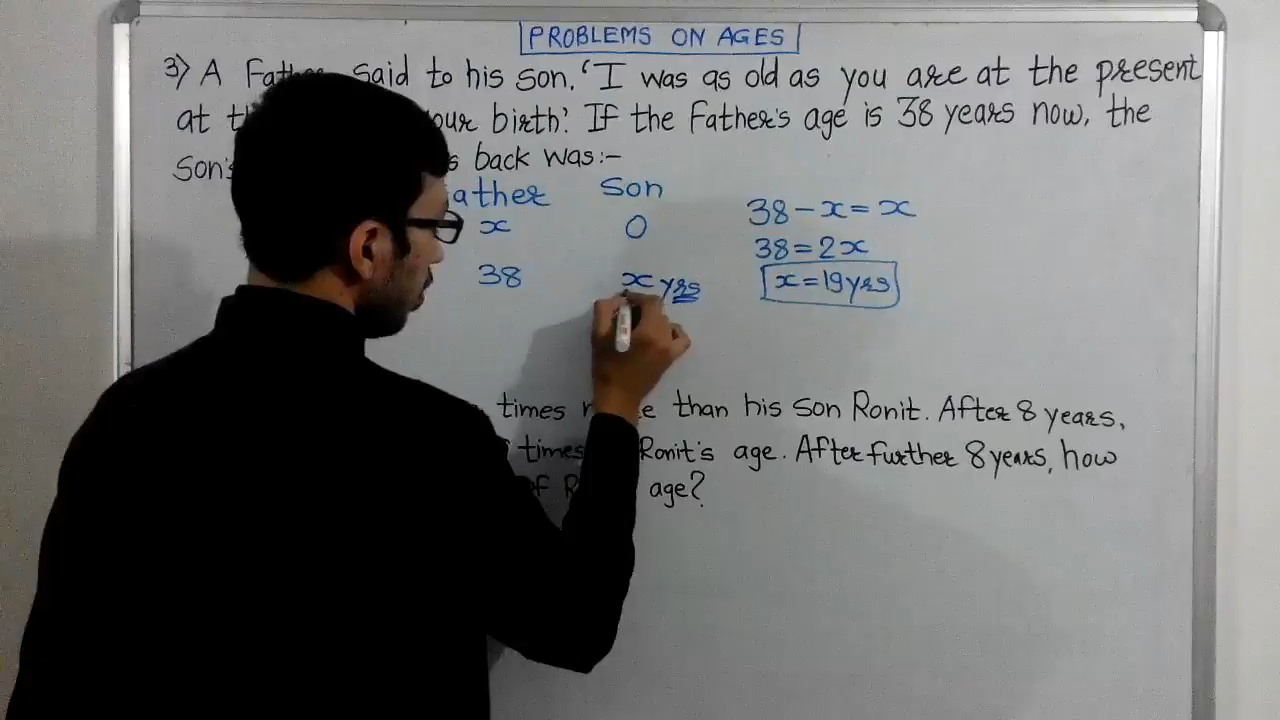 PROBLEMS ON AGES
3) A Father said to his son, 'I was as old as you are at the present
at our birth'. If the Father's age is 38 years now, the
Son's s back was:-
ather Son
x 0 38 - x = x
38 = 2x
38 x yrs x = 19 yrs
times than his son Ronit. After 8 years,
times Ronit's age. After further 8 years, how
of age?